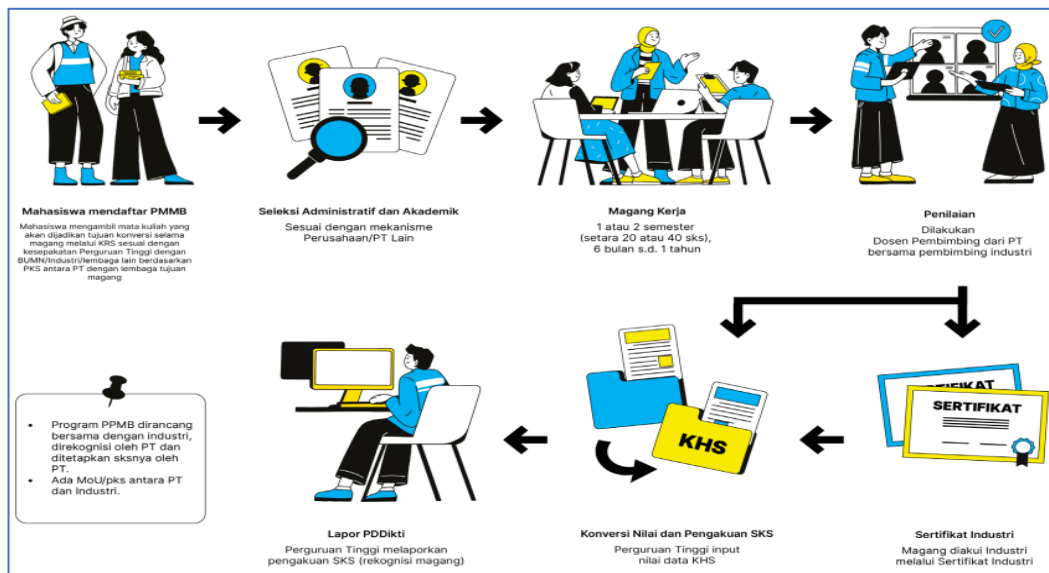 Mahasiswa mendaftar PMMB
Mahasiswa mengambil mata kuliah yang
akan dijadikan tujuan konversi selama
magang melalui KRS sesuai dengan
kesepakatan Perguruan Tinggi dengan
BUMN/Industri/lembaga lain berdasarkan
PKS antara PT dengan lembaga tujuan
magang
Seleksi Administratif dan Akademik
Sesuai dengan mekanisme
Perusahaan/PT Lain
Magang Kerja
1 atau 2 semester
(setara 20 atau 40 sks),
6 bulan s.d. 1 tahun
Penilaian
Dilakukan
Dosen Pembimbing dari PT
bersama pembimbing industri
• Program PPMB dirancang
bersama dengan industri,
direkognisi oleh PT dan
ditetapkan sksnya oleh
PT.
• Ada MoU/pks antara PT
dan Industri.
Lapor PDDikti
Perguruan Tinggi melaporkan
pengakuan SKS (rekognisi magang)
KHS
Konversi Nilai dan Pengakuan SKS
Perguruan Tinggi input
nilai data KHS
SERTIFIKAT
Sertifikat Industri
Magang diakui Industri
melalui Sertifikat Industri